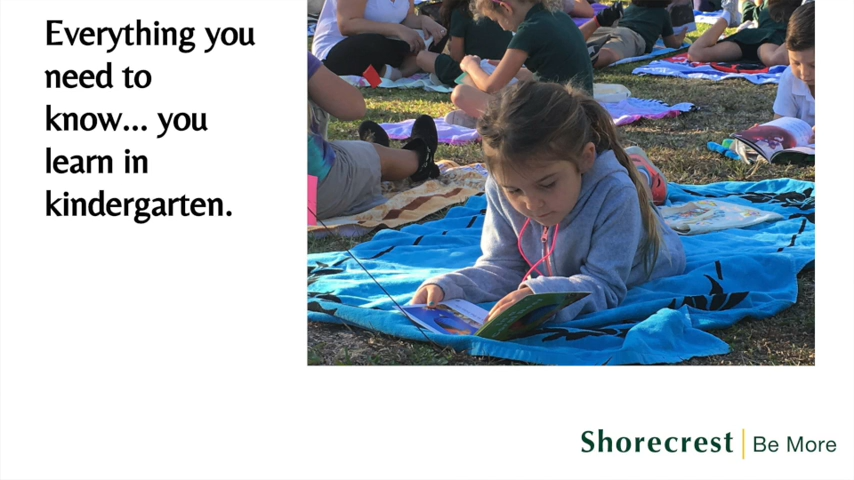 Everything you
need to
know... you
learn in
kindergarten.
Shorecrest | Be More